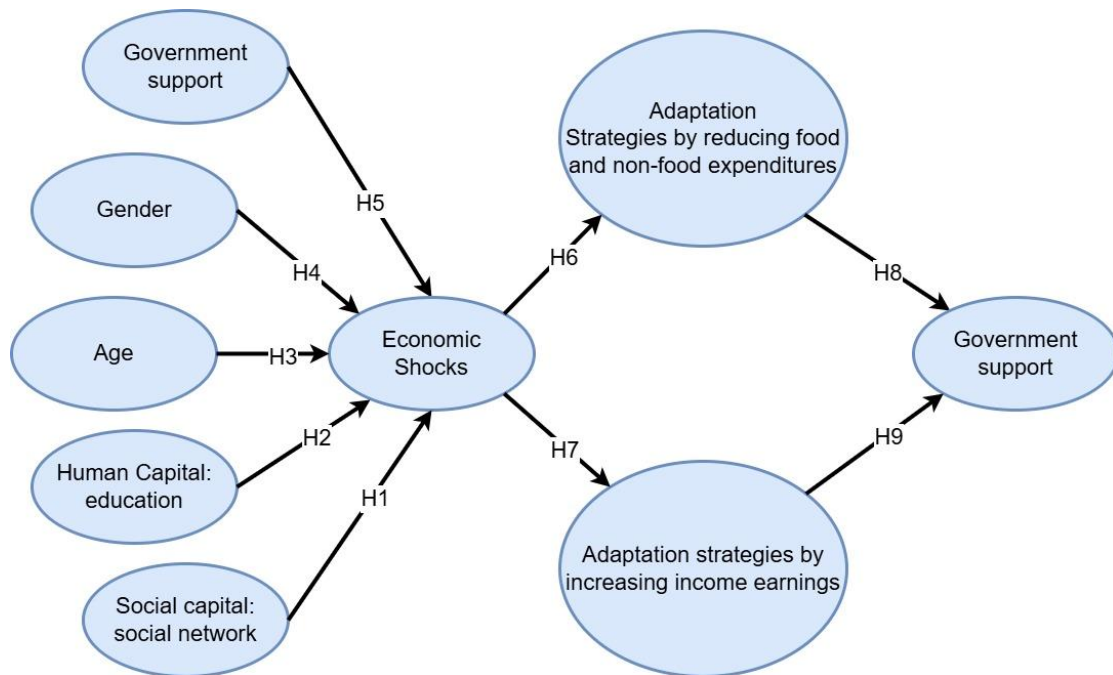 Government
support
Gender
Age
Human Capital:
education
Social capital:
social network
H5
H4
H3
H2
H1
Economic
Shocks
H6
H7
Adaptation
Strategies by reducing food
and non-food expenditures
Adaptation strategies by
increasing income earnings
H8
H9
Government
support